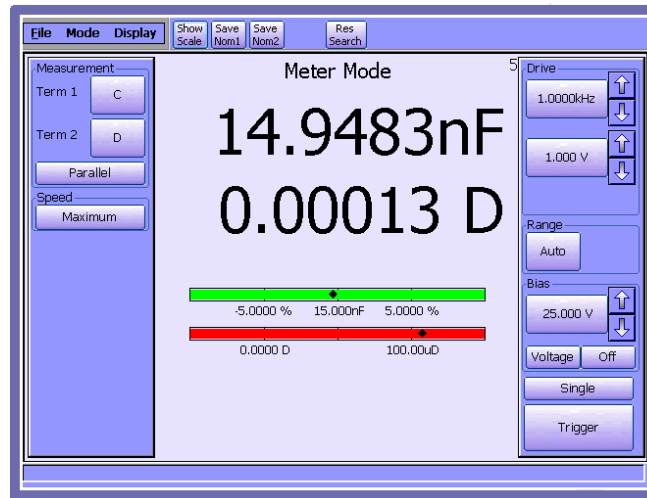 File Mode Display
Show Scale
Save Nom1
Save Nom2
Res Search
Measurement
Term 1 C
Term 2 D
Parallel
Speed
Maximum
Meter Mode
5
14.9483nF
0.00013 D
-5.0000 % 15.000nF 5.0000 %
0.0000 D 100.00uD
Drive
1.0000kHz
1.000 V
Range
Auto
Bias
25.000 V
Voltage Off
Single
Trigger